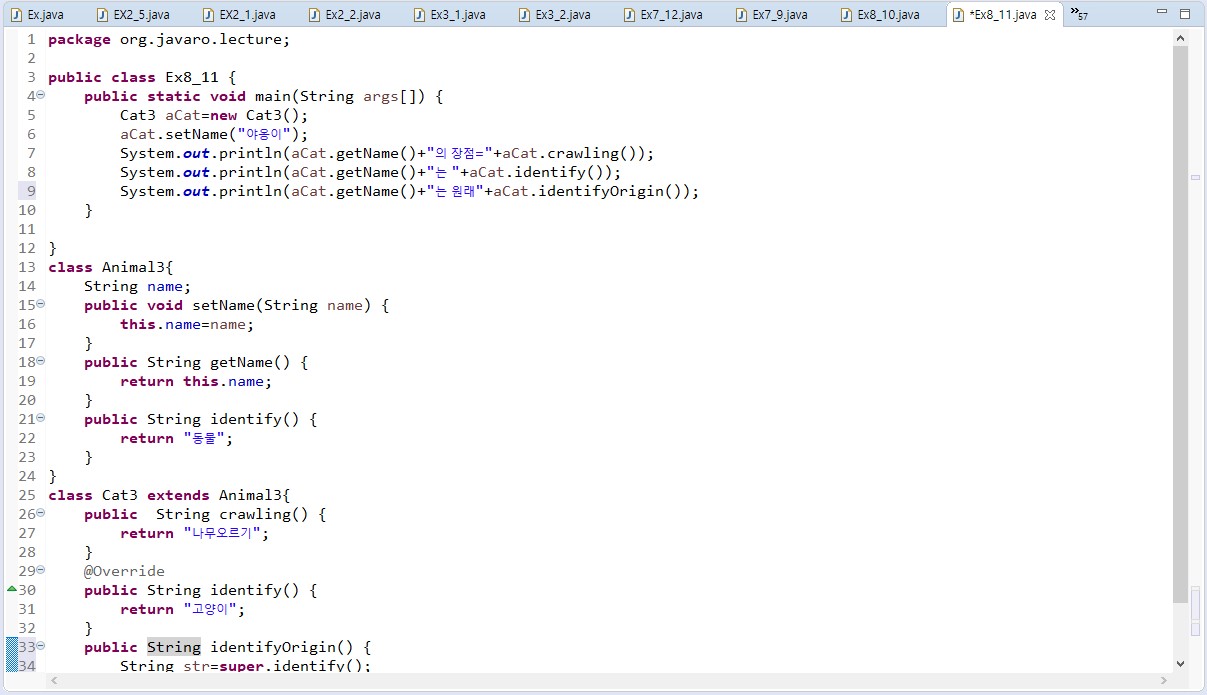 Ex.java EX2_5.java EX2_1.java Ex2_2.java Ex3_1.java Ex3_2.java Ex7_12.java Ex7_9.java Ex8_10.java *Ex8_11.java »57
1 package org.javaro.lecture;
2
3 public class Ex8_11 {
4     public static void main(String args[]) {
5         Cat3 aCat=new Cat3();
6         aCat.setName("야옹이");
7         System.out.println(aCat.getName()+"의 장점="+aCat.crawling());
8         System.out.println(aCat.getName()+"는 "+aCat.identify());
9         System.out.println(aCat.getName()+"는 원래"+aCat.identifyOrigin());
10     }
11
12 }
13 class Animal3{
14     String name;
15     public void setName(String name) {
16         this.name=name;
17     }
18     public String getName() {
19         return this.name;
20     }
21     public String identify() {
22         return "동물";
23     }
24 }
25 class Cat3 extends Animal3{
26     public  String crawling() {
27         return "나무오르기";
28     }
29     @Override
30     public String identify() {
31         return "고양이";
32     }
33     public String identifyOrigin() {
34         String str=super.identify();